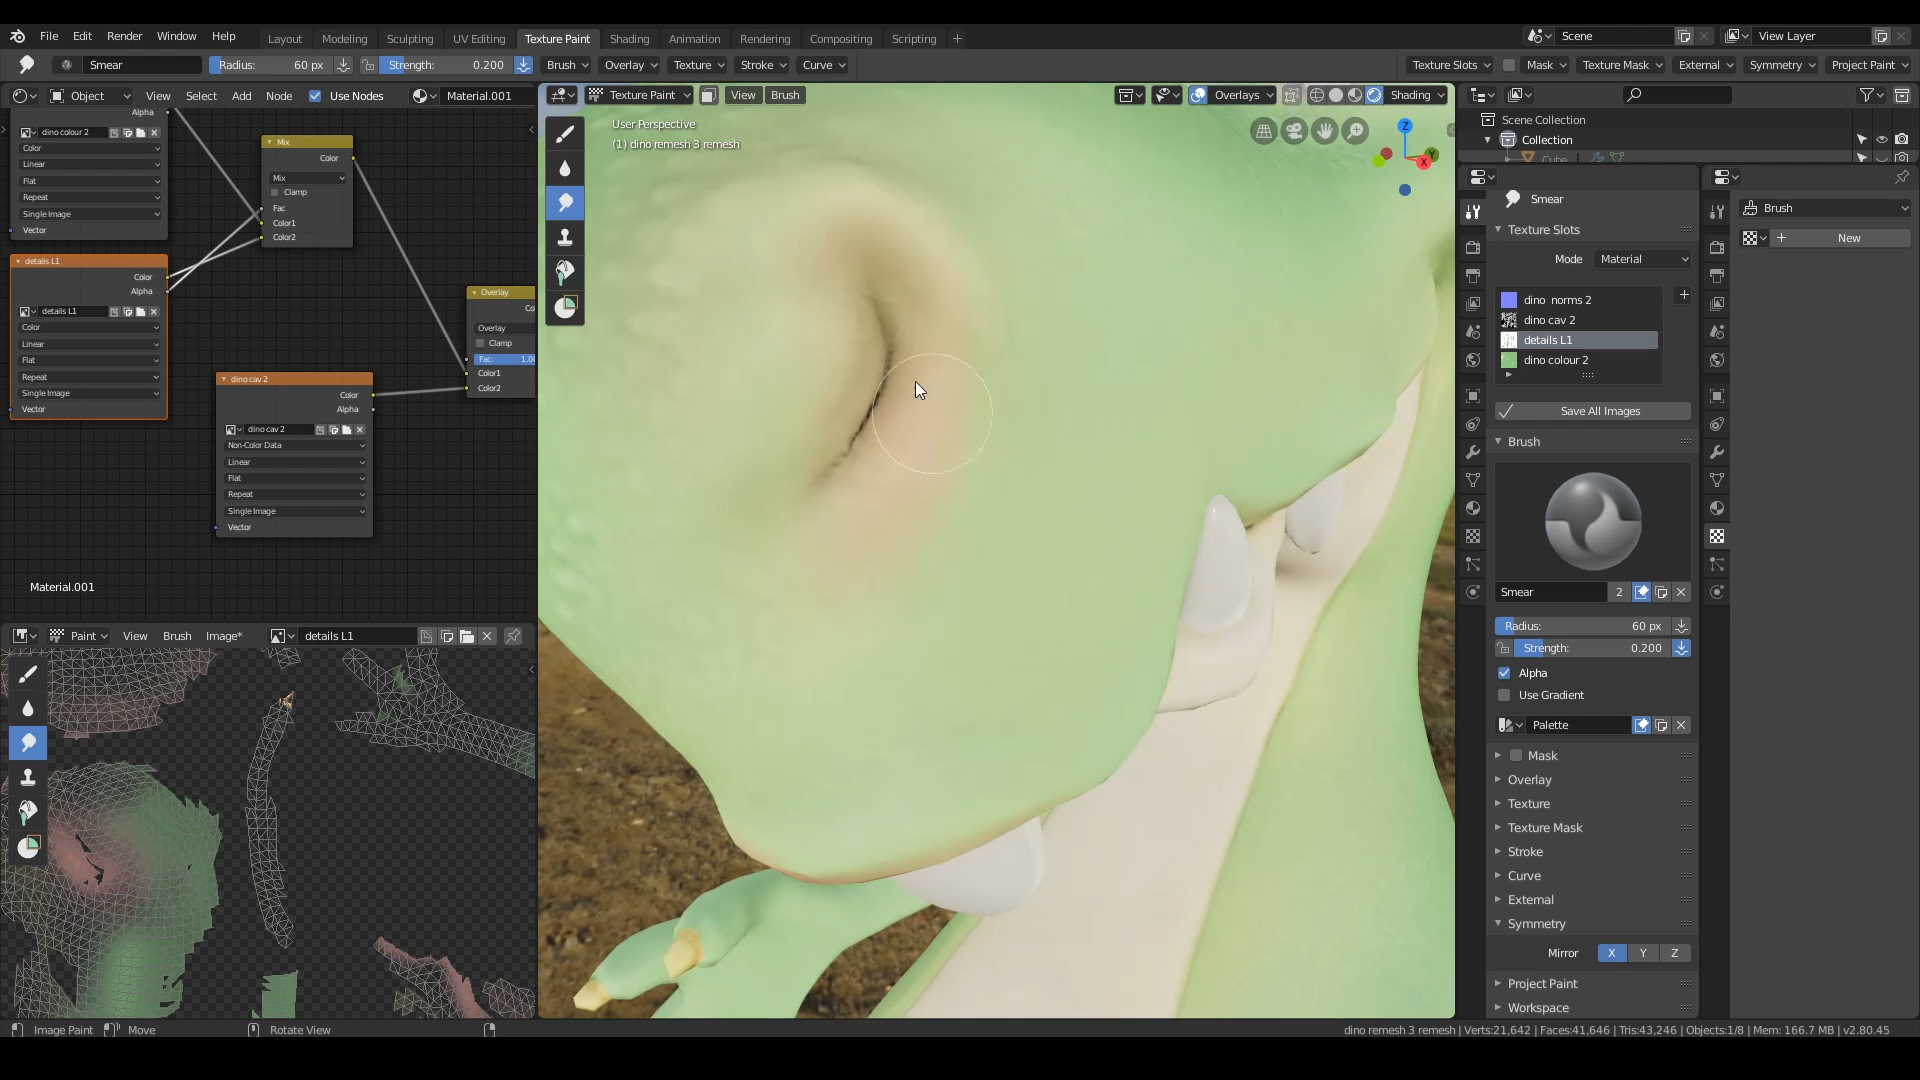 File Edit Render Window Help Layout Modeling Sculpting UV Editing Texture Paint Shading Animation Rendering Compositing Scripting + Scene View Layer
Smear Radius: 60 px Strength: 0.200 Brush Overlay Texture Stroke Curve Texture Slots Mask Texture Mask External Symmetry Project Paint
Object View Select Add Node Use Nodes Material.001 Texture Paint View Brush Overlays Shading
Scene Collection
Collection
Cube
User Perspective
(1) dino remesh 3 remesh
Alpha
dino colour 2
Color
Linear
Flat
Repeat
Single Image
Vector
Mix
Color
Mix
Clamp
Fac
Color1
Color2
details L1
Color
Alpha
details L1
Color
Linear
Flat
Repeat
Single Image
Vector
Overlay
Co
Overlay
Clamp
Fac: 1.00
Color1
Color2
dino cav 2
Color
Alpha
dino cav 2
Non-Color Data
Linear
Flat
Repeat
Single Image
Vector
Material.001
Paint View Brush Image* details L1
Z
Y
X
Smear
Texture Slots
Mode Material
dino norms 2
dino cav 2
details L1
dino colour 2
Save All Images
Brush
Smear 2
Radius: 60 px
Strength: 0.200
Alpha
Use Gradient
Palette
Mask
Overlay
Texture
Texture Mask
Stroke
Curve
External
Symmetry
Mirror X Y Z
Project Paint
Workspace
Brush
+ New
Image Paint Move Rotate View
dino remesh 3 remesh | Verts:21,642 | Faces:41,646 | Tris:43,246 | Objects:1/8 | Mem: 166.7 MB | v2.80.45